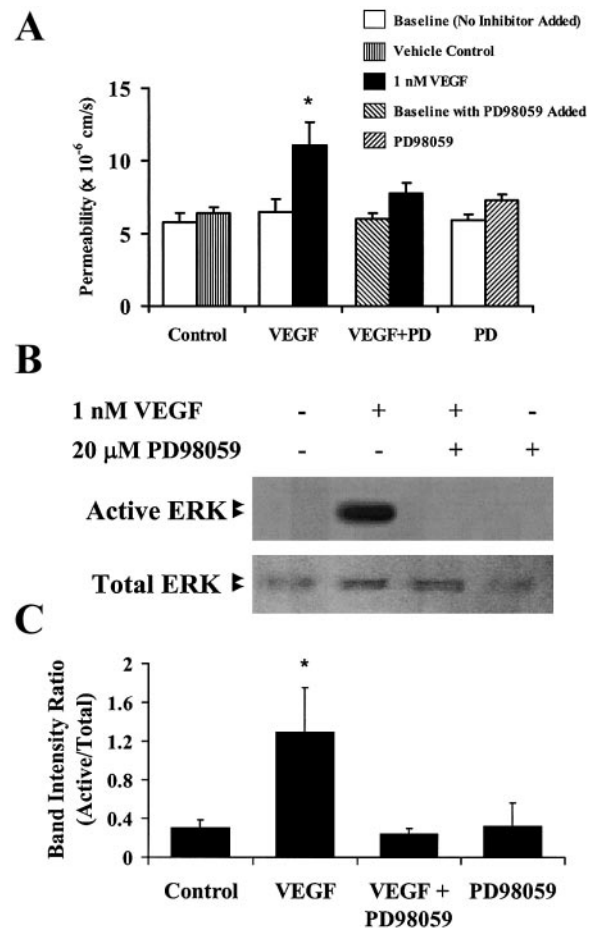 A
Baseline (No Inhibitor Added)
Vehicle Control
1 nM VEGF
Baseline with PD98059 Added
PD98059
Permeability (x 10-6 cm/s)
15
10
5
0
*
Control VEGF VEGF+PD PD
B
1 nM VEGF - + + -
20 μM PD98059 - - + +
Active ERK
Total ERK
C
Band Intensity Ratio
(Active/Total)
2
1.6
1.2
0.8
0.4
0
*
Control VEGF VEGF + PD98059
PD98059